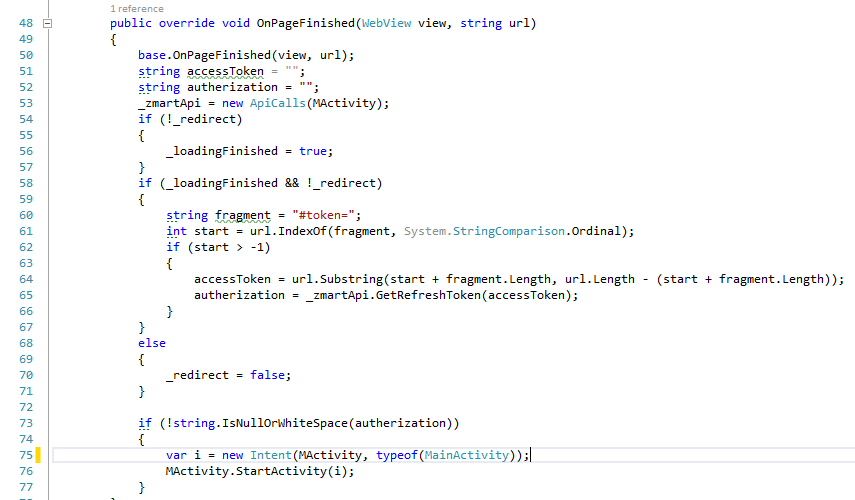 1 reference
48 public override void OnPageFinished(WebView view, string url)
49 {
50 base.OnPageFinished(view, url);
51 string accessToken = "";
52 string autherization = "";
53 _zmartApi = new ApiCalls(MActivity);
54 if (!_redirect)
55 {
56 _loadingFinished = true;
57 }
58 if (_loadingFinished && !_redirect)
59 {
60 string fragment = "#token=";
61 int start = url.IndexOf(fragment, System.StringComparison.Ordinal);
62 if (start > -1)
63 {
64 accessToken = url.Substring(start + fragment.Length, url.Length - (start + fragment.Length));
65 autherization = _zmartApi.GetRefreshToken(accessToken);
66 }
67 }
68 else
69 {
70 _redirect = false;
71 }
72
73 if (!string.IsNullOrWhiteSpace(autherization))
74 {
75 var i = new Intent(MActivity, typeof(MainActivity));
76 MActivity.StartActivity(i);
77 }